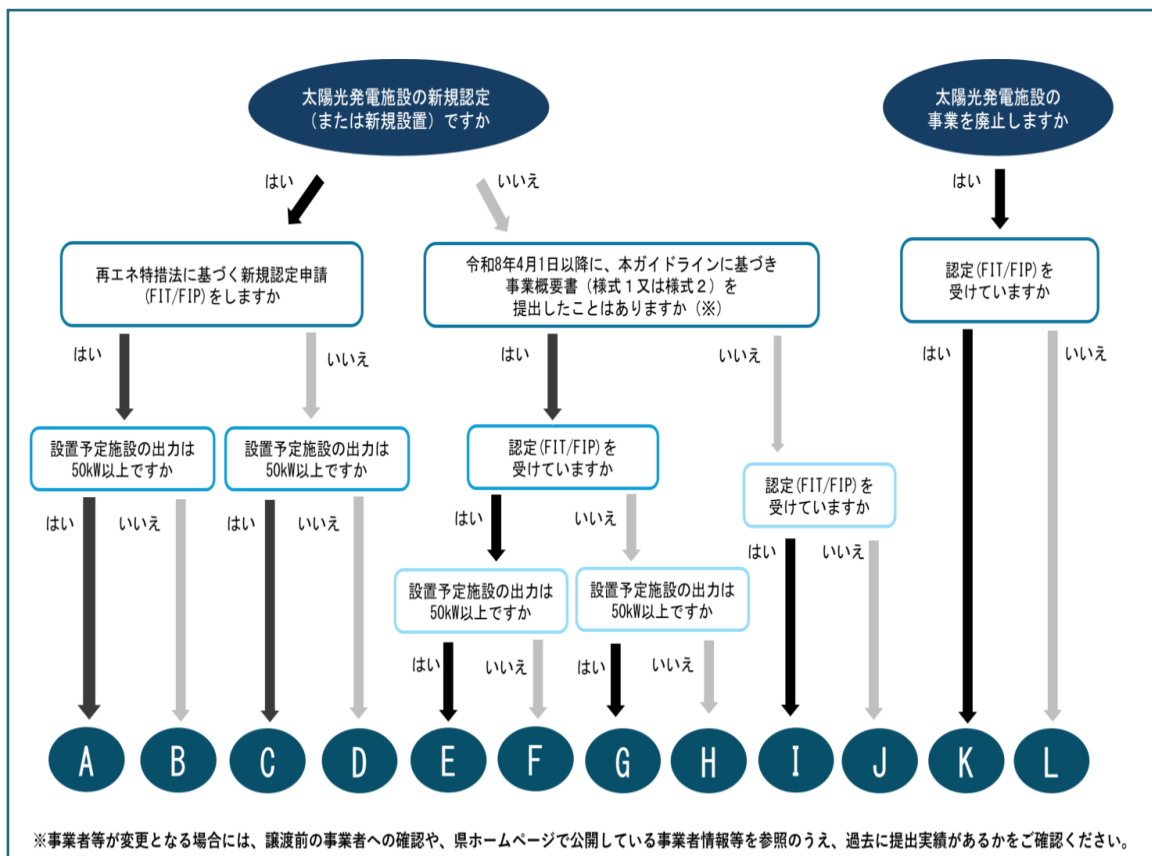 太陽光発電施設の新規認定
(または新規設置)ですか
太陽光発電施設の
事業を廃止しますか
はい
いいえ
はい
再エネ特措法に基づく新規認定申請
(FIT/FIP)をしますか
令和8年4月1日以降に、本ガイドラインに基づき
事業概要書(様式1又は様式2)を
提出したことはありますか(※)
認定(FIT/FIP)を
受けていますか
はい
いいえ
はい
いいえ
はい
いいえ
設置予定施設の出力は
50kW以上ですか
設置予定施設の出力は
50kW以上ですか
認定(FIT/FIP)を
受けていますか
認定(FIT/FIP)を
受けていますか
はい
いいえ
はい
いいえ
はい
いいえ
はい
いいえ
設置予定施設の出力は
50kW以上ですか
設置予定施設の出力は
50kW以上ですか
はい
いいえ
はい
いいえ
A
B
C
D
E
F
G
H
I
J
K
L
※事業者等が変更となる場合には、譲渡前の事業者への確認や、県ホームページで公開している事業者情報等を参照のうえ、過去に提出実績があるかをご確認ください。